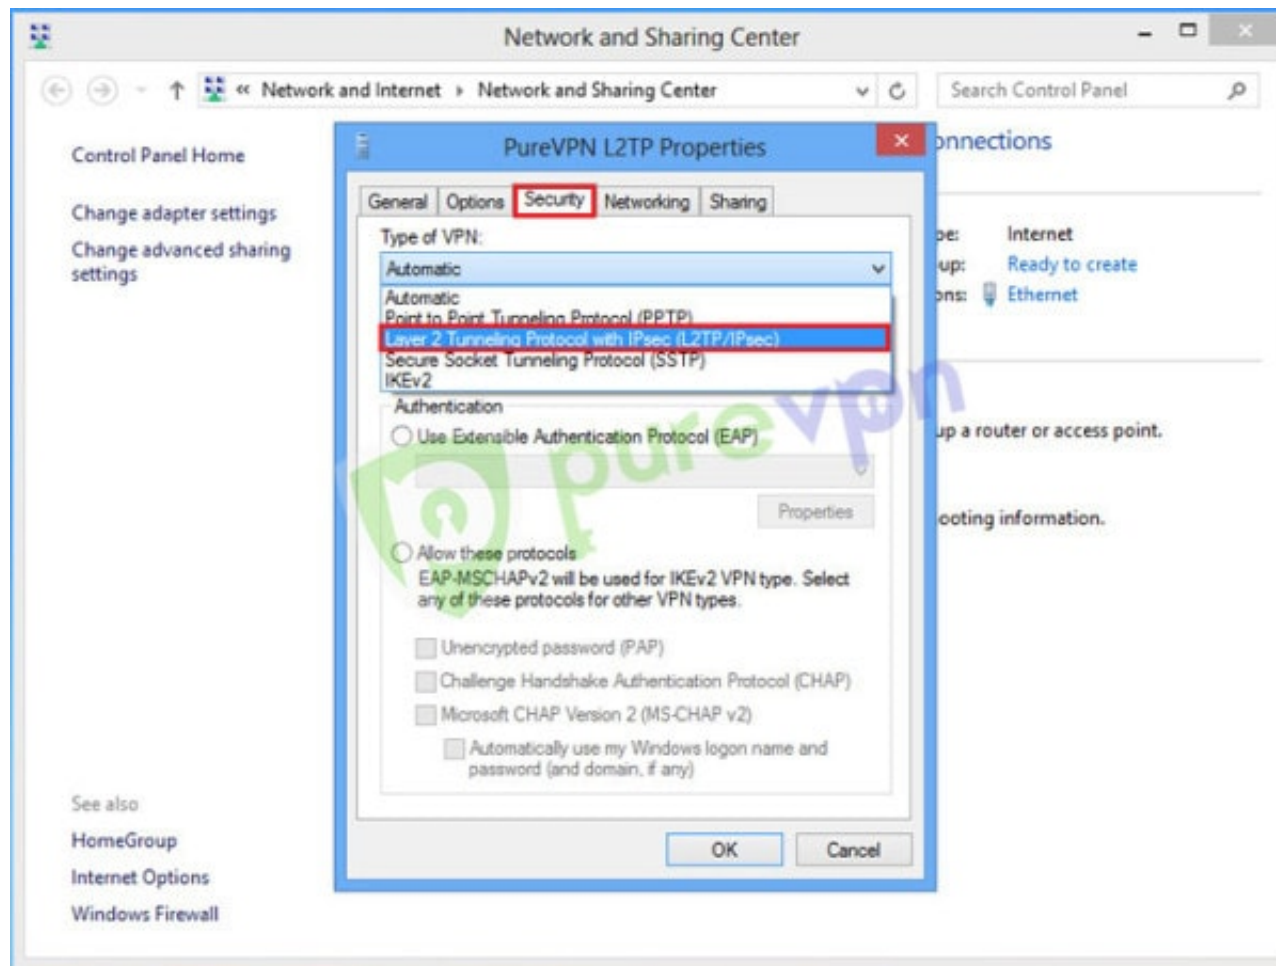 Network and Sharing Center
« Network and Internet Network and Sharing Center
Search Control Panel
Control Panel Home
Change adapter settings
Change advanced sharing
settings
See also
HomeGroup
Internet Options
Windows Firewall
onnections
pe: Internet
up: Ready to create
ons: Ethernet
up a router or access point.
ooting information.
PureVPN L2TP Properties
General Options Security Networking Sharing
Type of VPN:
Automatic
Automatic
Point to Point Tunneling Protocol (PPTP)
Layer 2 Tunneling Protocol with IPsec (L2TP/IPsec)
Secure Socket Tunneling Protocol (SSTP)
IKEv2
Authentication
Use Extensible Authentication Protocol (EAP)
Properties
Allow these protocols
EAP-MSCHAPv2 will be used for IKEv2 VPN type. Select
any of these protocols for other VPN types.
Unencrypted password (PAP)
Challenge Handshake Authentication Protocol (CHAP)
Microsoft CHAP Version 2 (MS-CHAP v2)
Automatically use my Windows logon name and
password (and domain, if any)
OK Cancel
purevpn